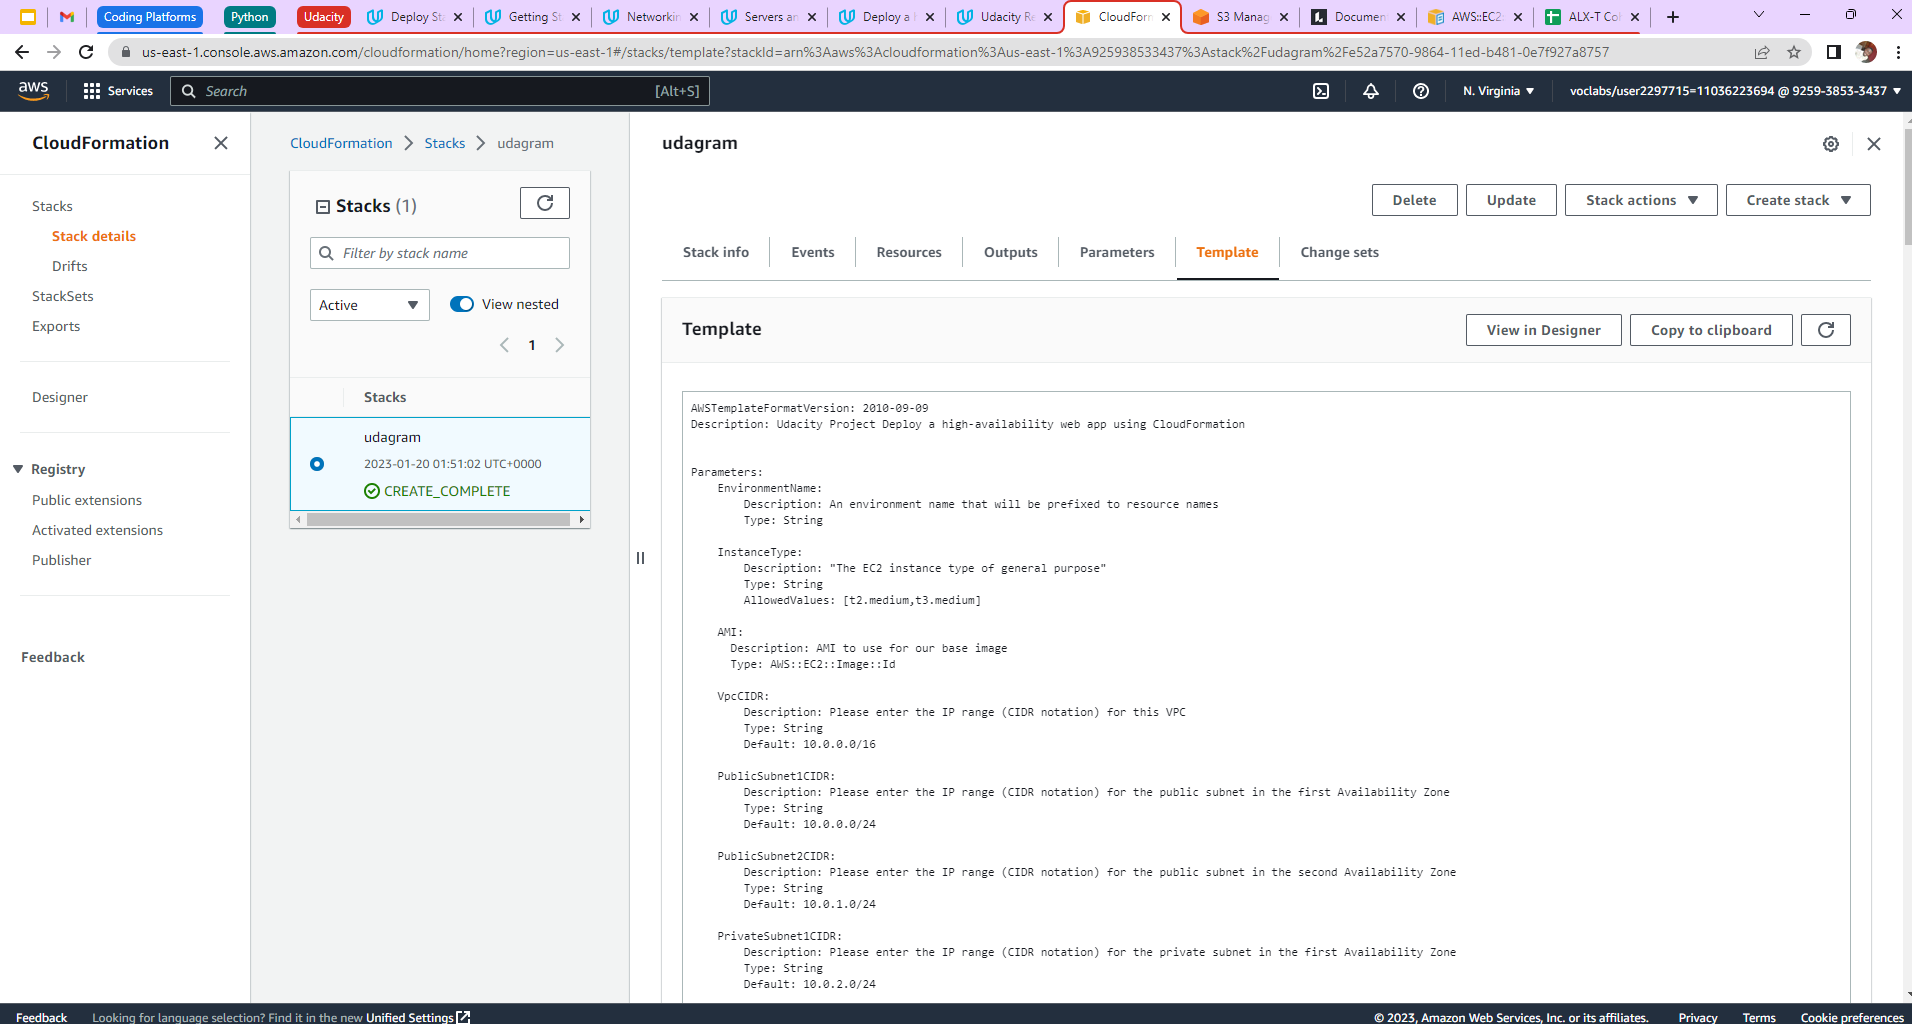 Coding Platforms
Python
Udacity
Deploy Sta
Getting St
Networkin
Servers an
Deploy a
Udacity Re
CloudForm
S3 Manag
Document
AWS::EC2:
ALX-T Co
us-east-1.console.aws.amazon.com/cloudformation/home?region=us-east-1#/stacks/template?stackId=arn%3Aaws%3Acloudformation%3Aus-east-1%3A925938533437%3Astack%2Fudagram%2Fe52a7570-9864-11ed-b481-0e7f927a8757
aws
Services
Search
[Alt+S]
N. Virginia
voclabs/user2297715=11036223694 @ 9259-3853-3437
CloudFormation
Stacks
Stack details
Drifts
StackSets
Exports
Designer
Registry
Public extensions
Activated extensions
Publisher
Feedback
CloudFormation
Stacks
udagram
Stacks (1)
Filter by stack name
Active
View nested
1
Stacks
udagram
2023-01-20 01:51:02 UTC+0000
CREATE_COMPLETE
udagram
Delete
Update
Stack actions
Create stack
Stack info
Events
Resources
Outputs
Parameters
Template
Change sets
Template
View in Designer
Copy to clipboard
AWSTemplateFormatVersion: 2010-09-09
Description: Udacity Project Deploy a high-availability web app using CloudFormation
Parameters:
EnvironmentName:
Description: An environment name that will be prefixed to resource names
Type: String
InstanceType:
Description: "The EC2 instance type of general purpose"
Type: String
AllowedValues: [t2.medium,t3.medium]
AMI:
Description: AMI to use for our base image
Type: AWS::EC2::Image::Id
VpcCIDR:
Description: Please enter the IP range (CIDR notation) for this VPC
Type: String
Default: 10.0.0.0/16
PublicSubnet1CIDR:
Description: Please enter the IP range (CIDR notation) for the public subnet in the first Availability Zone
Type: String
Default: 10.0.0.0/24
PublicSubnet2CIDR:
Description: Please enter the IP range (CIDR notation) for the public subnet in the second Availability Zone
Type: String
Default: 10.0.1.0/24
PrivateSubnet1CIDR:
Description: Please enter the IP range (CIDR notation) for the private subnet in the first Availability Zone
Type: String
Default: 10.0.2.0/24
Feedback
Looking for language selection? Find it in the new Unified Settings
© 2023, Amazon Web Services, Inc. or its affiliates.
Privacy
Terms
Cookie preferences